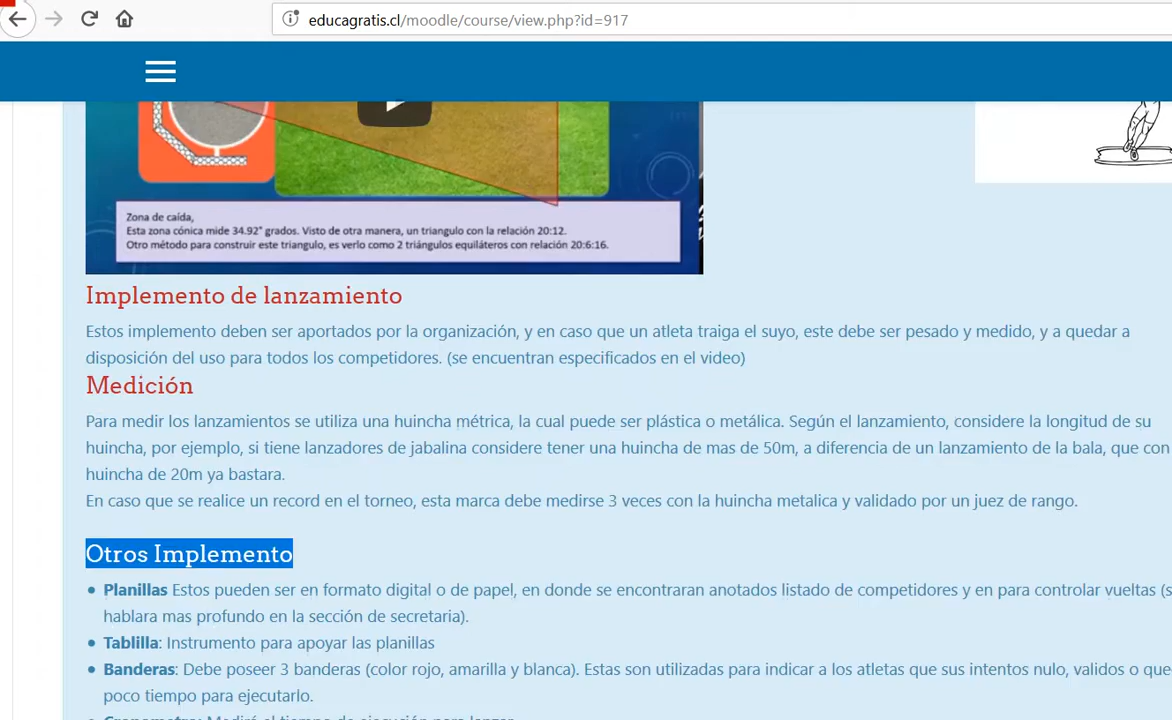 educagratis.cl/moodle/course/view.php?id=917
Zona de caída,
Esta zona cónica mide 34.92° grados. Visto de otra manera, un triangulo con la relación 20:12.
Otro método para construir este triangulo, es verlo como 2 triángulos equiláteros con relación 20:6:16.
Implemento de lanzamiento
Estos implemento deben ser aportados por la organización, y en caso que un atleta traiga el suyo, este debe ser pesado y medido, y a quedar a
disposición del uso para todos los competidores. (se encuentran especificados en el video)
Medición
Para medir los lanzamientos se utiliza una huincha métrica, la cual puede ser plástica o metálica. Según el lanzamiento, considere la longitud de su
huincha, por ejemplo, si tiene lanzadores de jabalina considere tener una huincha de mas de 50m, a diferencia de un lanzamiento de la bala, que con
huincha de 20m ya bastara.
En caso que se realice un record en el torneo, esta marca debe medirse 3 veces con la huincha metalica y validado por un juez de rango.
Otros Implemento
• Planillas Estos pueden ser en formato digital o de papel, en donde se encontraran anotados listado de competidores y en para controlar vueltas (s
hablara mas profundo en la sección de secretaria).
• Tablilla: Instrumento para apoyar las planillas
• Banderas: Debe poseer 3 banderas (color rojo, amarilla y blanca). Estas son utilizadas para indicar a los atletas que sus intentos nulo, validos o que
poco tiempo para ejecutarlo.
• Cronometro: Medirá el tiempo de ejecución para lanzar